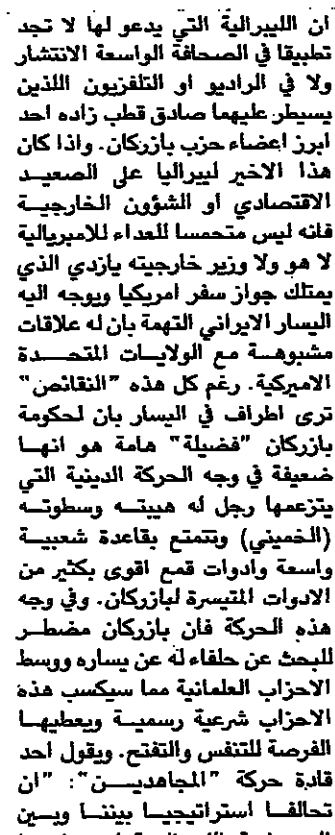 ان الليبرالية التي يدعو لها لا تجد
تطبيقا في الصحافة الواسعة الانتشار
ولا في الراديو او التلفزيون اللذين
يسيطر عليهما صادق قطب زاده احد
ابرز اعضاء حزب بازركان. واذا كان
هذا الاخير ليبراليا على الصعيد
الاقتصادي او الشؤون الخارجية
فانه ليس متحمسا للعداء للامبريالية
لا هو ولا وزير خارجيته يازدي الذي
يمتلك جواز سفر امريكيا ويوجه اليه
اليسار الايراني التهمة بان له علاقات
مشبوهة مع الولايات المتحدة
الاميركية. رغم كل هذه "النقائص"
ترى اطراف في اليسار بان لحكومة
بازركان "فضيلة" هامة هو انها
ضعيفة في وجه الحركة الدينية التي
يتزعمها رجل له هيبته وسطوته
(الخميني) وتتمتع بقاعدة شعبية
واسعة وادوات قمع اقوى بكثير من
الادوات المتيسرة لبازركان. وفي وجه
هذه الحركة فان بازركان مضطر
للبحث عن حلفاء له عن يساره ووسط
الاحزاب العلمانية مما سيكسب هذه
الاحزاب شرعية رسمية ويعطيها
الفرصة للتنفس والتفتح. ويقول احد
قادة حركة "المجاهدين": "ان
تحالفا استراتيجيا بيننا وبين